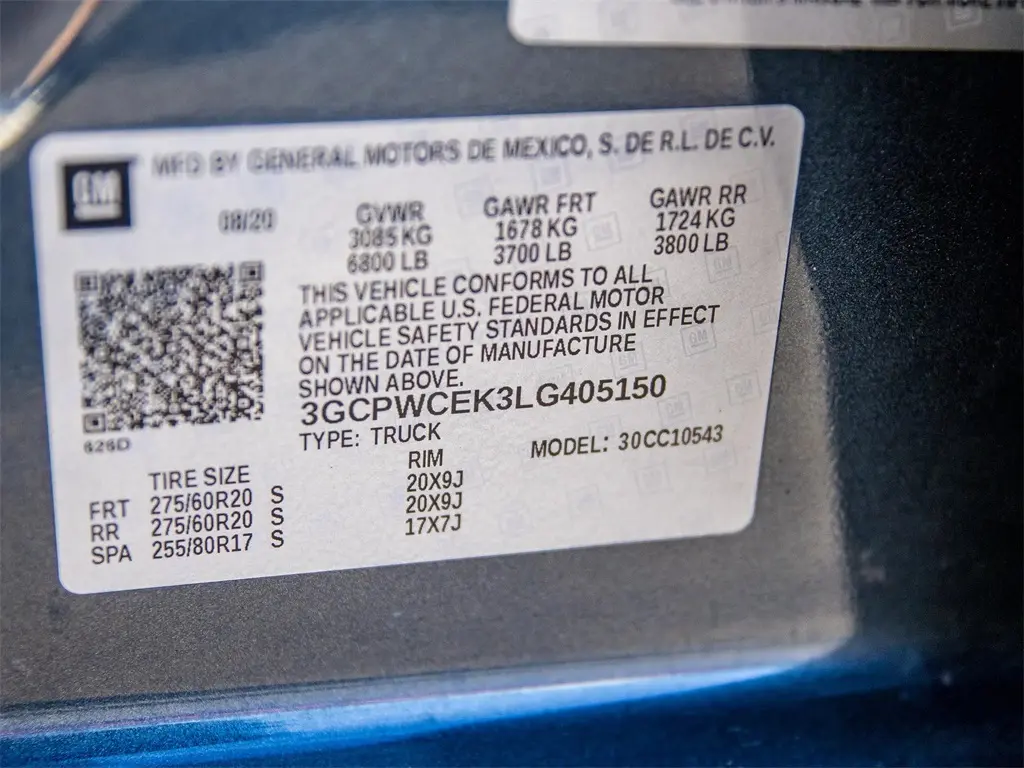 MFD BY GENERAL MOTORS DE MEXICO, S. DE R.L. DE C.V.
GM
08/20
GVWR GAWR FRT GAWR RR
3085 KG 1678 KG 1724 KG
6800 LB 3700 LB 3800 LB
THIS VEHICLE CONFORMS TO ALL
APPLICABLE U.S. FEDERAL MOTOR
VEHICLE SAFETY STANDARDS IN EFFECT
ON THE DATE OF MANUFACTURE
SHOWN ABOVE.
3GCPWCEK3LG405150
626D
TYPE: TRUCK MODEL: 30CC10543
TIRE SIZE RIM
FRT 275/60R20 S 20X9J
RR 275/60R20 S 20X9J
SPA 255/80R17 S 17X7J